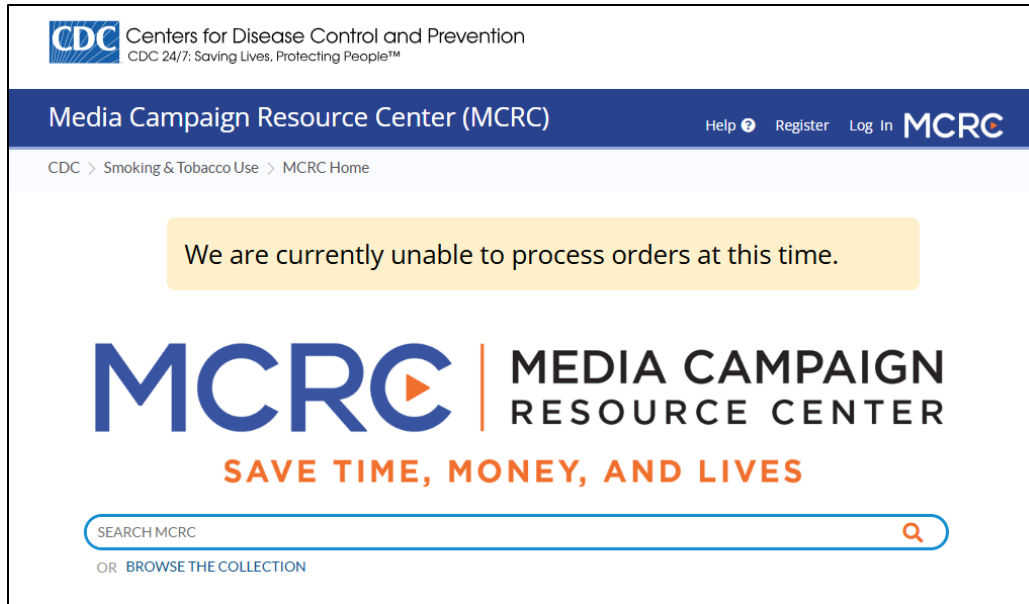 CDC Centers for Disease Control and Prevention
CDC 24/7: Saving Lives, Protecting People™
Media Campaign Resource Center (MCRC)
Help ? Register Log In MCRC
CDC > Smoking & Tobacco Use > MCRC Home
We are currently unable to process orders at this time.
MCRC | MEDIA CAMPAIGN
RESOURCE CENTER
SAVE TIME, MONEY, AND LIVES
SEARCH MCRC
OR BROWSE THE COLLECTION